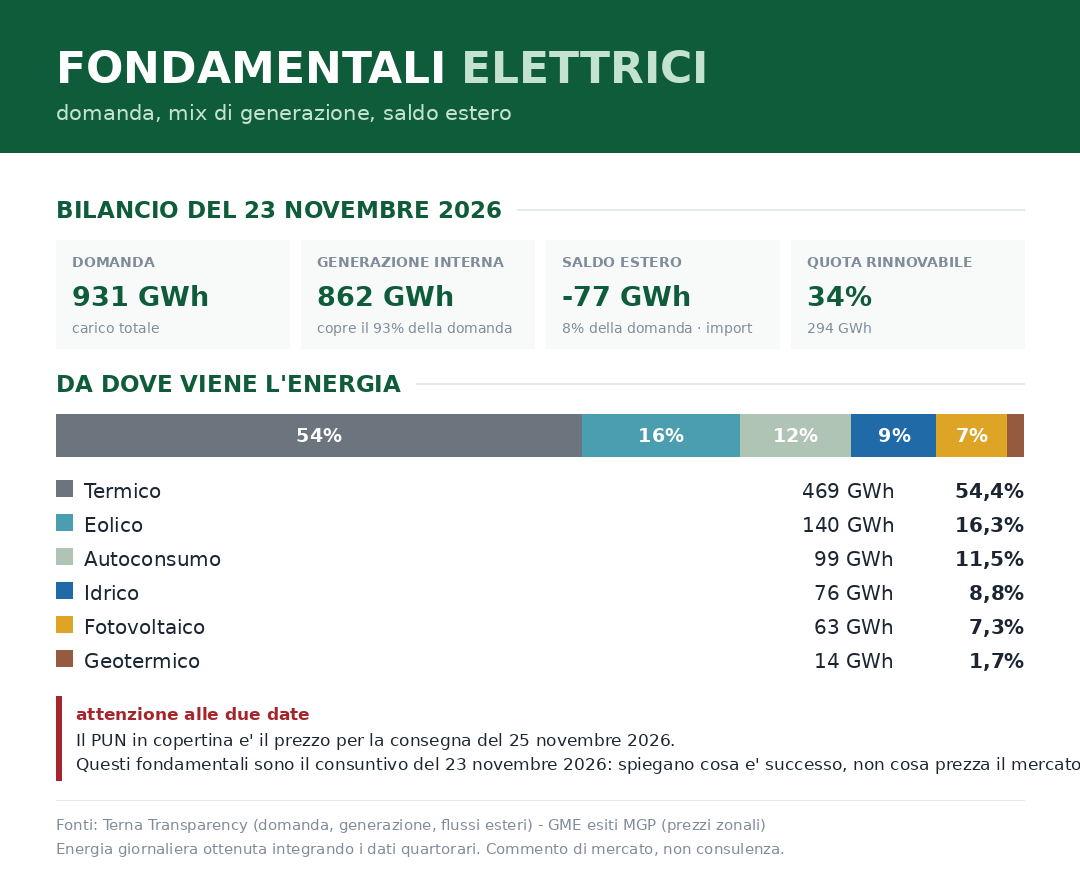 FONDAMENTALI ELETTRICI
domanda, mix di generazione, saldo estero
BILANCIO DEL 23 NOVEMBRE 2026
DOMANDA
931 GWh
carico totale
GENERAZIONE INTERNA
862 GWh
copre il 93% della domanda
SALDO ESTERO
-77 GWh
8% della domanda · import
QUOTA RINNOVABILE
34%
294 GWh
DA DOVE VIENE L'ENERGIA
54% 16% 12% 9% 7%
Termico 469 GWh 54,4%
Eolico 140 GWh 16,3%
Autoconsumo 99 GWh 11,5%
Idrico 76 GWh 8,8%
Fotovoltaico 63 GWh 7,3%
Geotermico 14 GWh 1,7%
attenzione alle due date
Il PUN in copertina e' il prezzo per la consegna del 25 novembre 2026.
Questi fondamentali sono il consuntivo del 23 novembre 2026: spiegano cosa e' successo, non cosa prezza il mercato
Fonti: Terna Transparency (domanda, generazione, flussi esteri) - GME esiti MGP (prezzi zonali)
Energia giornaliera ottenuta integrando i dati quartorari. Commento di mercato, non consulenza.